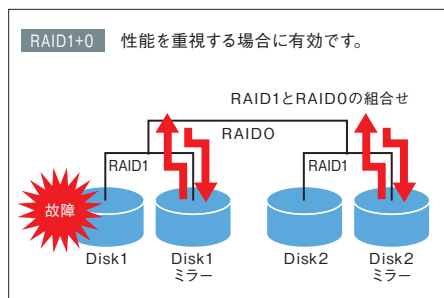 RAID1+0 性能を重視する場合に有効です。
RAID1とRAID0の組合せ
RAID0
RAID1 RAID1
故障
Disk1 Disk1 Disk2 Disk2
ミラー ミラー